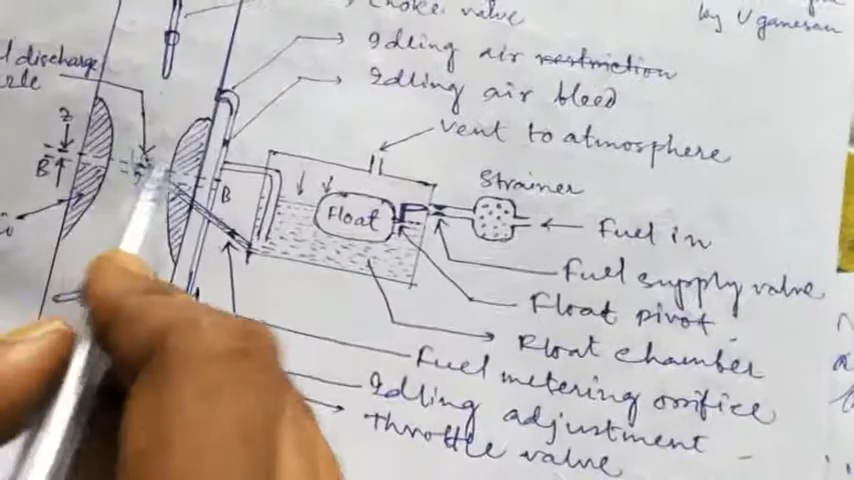 Choke valve
by V ganesan
Idling air restriction
discharge
Idling air bleed
Vent to atmosphere
Z
B
Strainer
B
Float
Fuel in
Fuel supply valve
Float pivot
Float chamber
Fuel metering orifice
Idling adjustment
Throttle valve